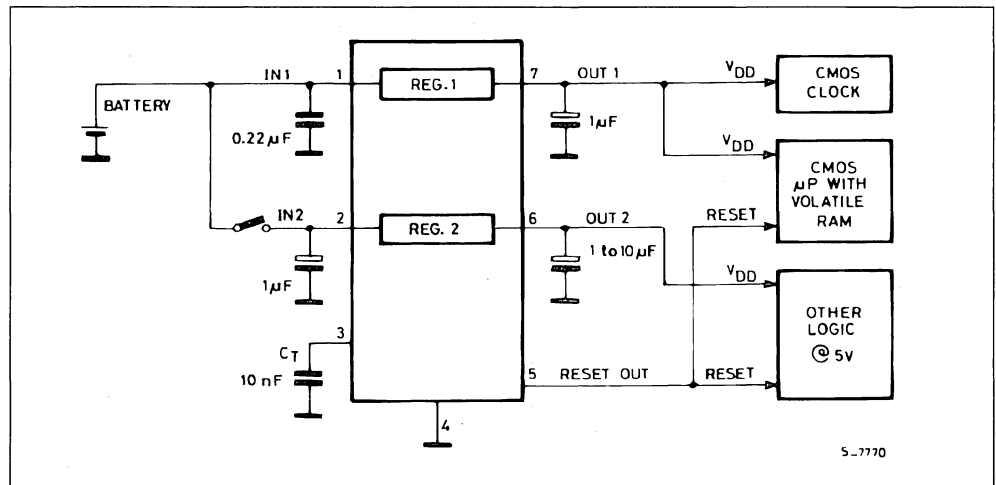 IN1
1
REG. 1
7
OUT 1
VDD
CMOS
CLOCK
BATTERY
0.22µF
1µF
VDD
CMOS
µP WITH
VOLATILE
RAM
RESET
IN2
2
REG. 2
6
OUT 2
1µF
1 to 10µF
VDD
OTHER
LOGIC
@ 5V
3
CT
10 nF
5
RESET OUT
RESET
4
5_7770